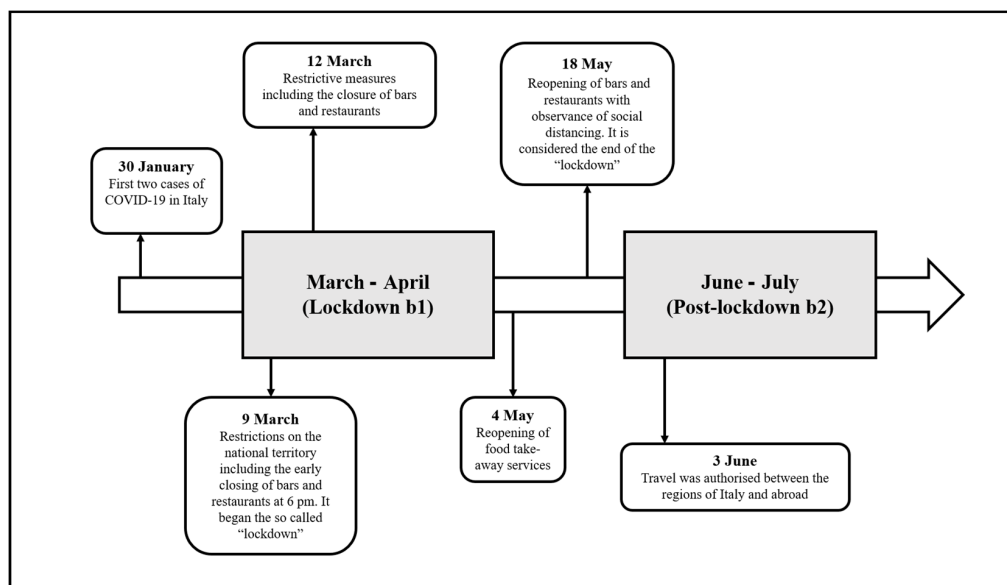 30 January
First two cases of
COVID-19 in Italy
12 March
Restrictive measures
including the closure of bars
and restaurants
18 May
Reopening of bars and
restaurants with
observance of social
distancing. It is
considered the end of the
“lockdown”
March - April
(Lockdown b1)
June - July
(Post-lockdown b2)
9 March
Restrictions on the
national territory
including the early
closing of bars and
restaurants at 6 pm. It
began the so called
“lockdown”
4 May
Reopening of
food take-
away services
3 June
Travel was authorised between the
regions of Italy and abroad